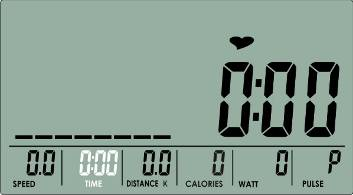 0:00
0.0 0:00 0.0 0 0 P
SPEED TIME DISTANCE K CALORIES WATT PULSE